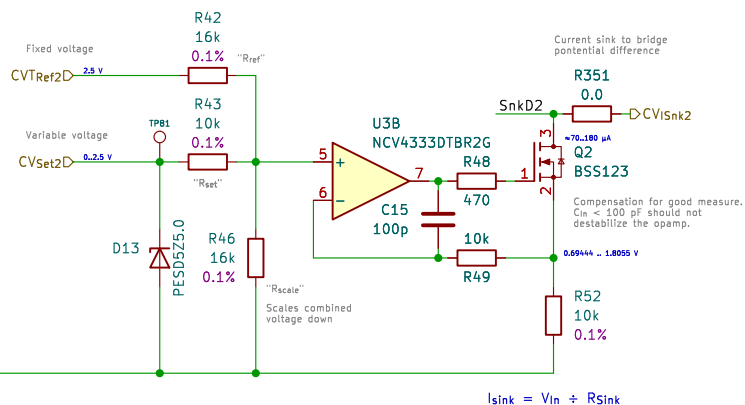 R42
16k
0.1%
"Rref"
Fixed voltage
CVTRef2
2.5 V
Current sink to bridge
pontential difference
R351
0.0
SnkD2
CVISnk2
R43
10k
0.1%
"Rset"
Variable voltage
TP81
CVSet2
0..2.5 V
U3B
NCV4333DTBR2G
5
+
6
−
7
R48
470
C15
100p
10k
R49
≈70..180 µA
3
1
2
Q2
BSS123
Compensation for good measure.
CIn < 100 pF should not
destabilize the opamp.
0.69444 .. 1.8055 V
D13
PESD5Z5.0
R46
16k
0.1%
"Rscale"
Scales combined
voltage down
R52
10k
0.1%
Isink = VIn ÷ RSink